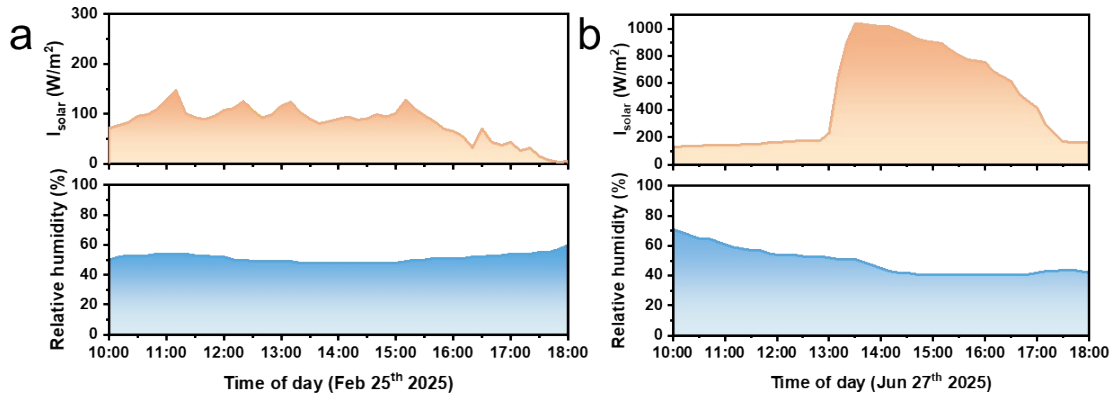 a
I_solar (W/m²)
300
200
100
0
Relative humidity (%)
100
80
60
40
20
0
10:00 11:00 12:00 13:00 14:00 15:00 16:00 17:00 18:00
Time of day (Feb 25th 2025)
b
I_solar (W/m²)
1000
800
600
400
200
0
Relative humidity (%)
100
80
60
40
20
0
10:00 11:00 12:00 13:00 14:00 15:00 16:00 17:00 18:00
Time of day (Jun 27th 2025)